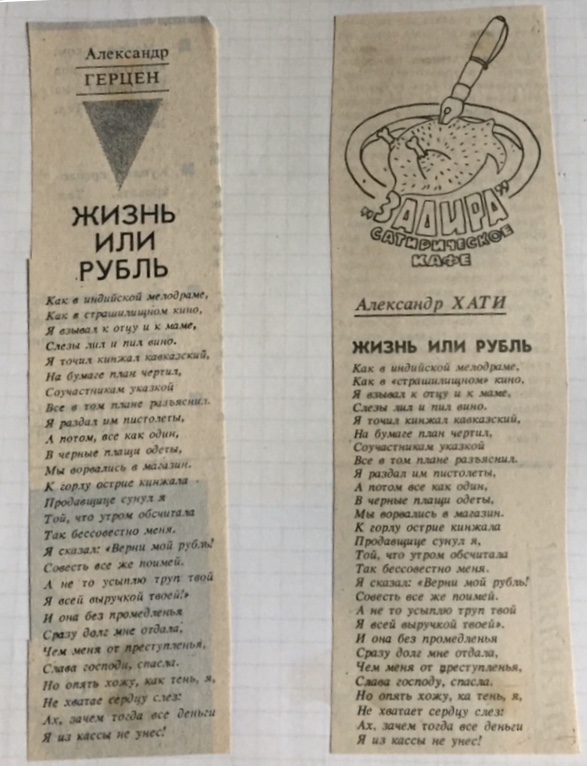 Александр
ГЕРЦЕН
ЖИЗНЬ
ИЛИ
РУБЛЬ
Как в индийской мелодраме,
Как в страшилищном кино,
Я взывал к отцу и к маме,
Слезы лил и пил вино.
Я точил кинжал кавказский,
На бумаге план чертил,
Соучастникам указкой
Все в том плане разъяснил.
Я раздал им пистолеты,
А потом, все как один,
В черные плащи одеты,
Мы ворвались в магазин.
К горлу острие кинжала
Продавщице сунул я
Той, что утром обсчитала
Так бессовестно меня.
Я сказал: «Верни мой рубль!
Совесть все же поимей.
А не то усыплю труп твой
Я всей выручкой твоей!»
И она без промедленья
Сразу долг мне отдала,
Чем меня от преступленья,
Слава господи, спасла.
Но опять хожу, как тень, я,
Не хватае сердцу слез:
Ах, зачем тогда все деньги
Я из кассы не унес!
„ЗАДИРА"
САТИРИЧЕСКОЕ
КАФЕ
Александр ХАТИ
ЖИЗНЬ ИЛИ РУБЛЬ
Как в индийской мелодраме,
Как в «страшилищном» кино,
Я взывал к отцу и к маме,
Слезы лил и пил вино.
Я точил кинжал кавказский,
На бумаге план чертил,
Соучастникам указкой
Все в том плане разъяснил.
Я раздал им пистолеты,
А потом все как один,
В черные плащи одеты,
Мы ворвались в магазин.
К горлу острие кинжала
Продавщице сунул я,
Той, что утром обсчитала
Так бессовестно меня.
Я сказал: «Верни мой рубль!
Совесть все же поимей.
А не то усыплю труп твой
Я всей выручкой твоей».
И она без промедленья
Сразу долг мне отдала,
Чем меня от преступленья,
Слава господу, спасла.
Но опять хожу, ка тень, я,
Не хватает сердцу слез:
Ах, зачем тогда все деньги
Я из кассы не унес!